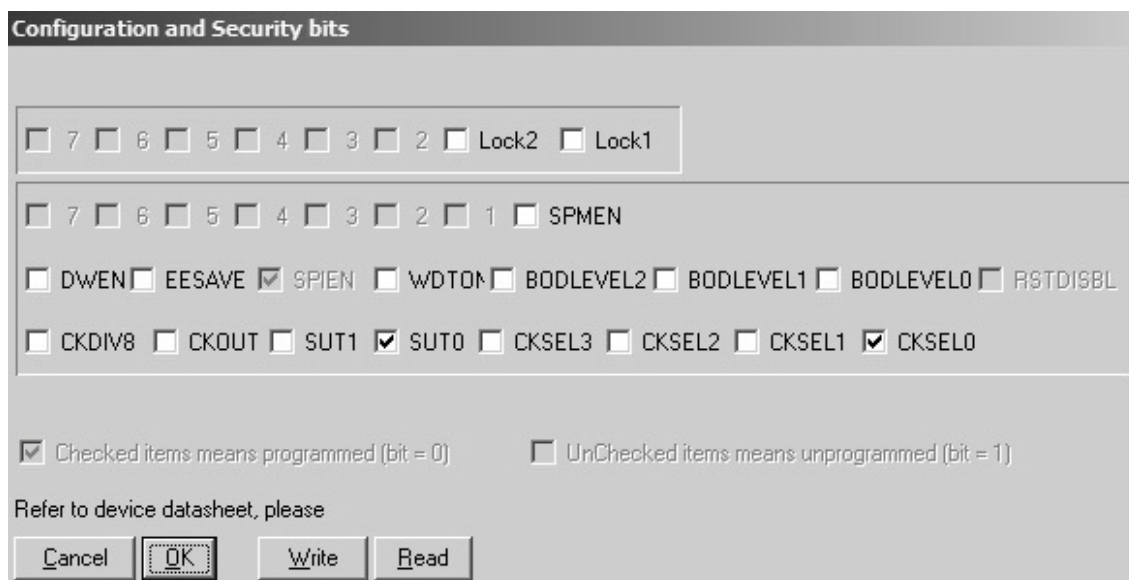 Configuration and Security bits
7 6 5 4 3 2 Lock2 Lock1
7 6 5 4 3 2 1 SPMEN
DWEN EESAVE SPIEN WDTON BODLEVEL2 BODLEVEL1 BODLEVEL0 RSTDISBL
CKDIV8 CKOUT SUT1 SUT0 CKSEL3 CKSEL2 CKSEL1 CKSEL0
Checked items means programmed (bit = 0) UnChecked items means unprogrammed (bit = 1)
Refer to device datasheet, please
Cancel OK Write Read